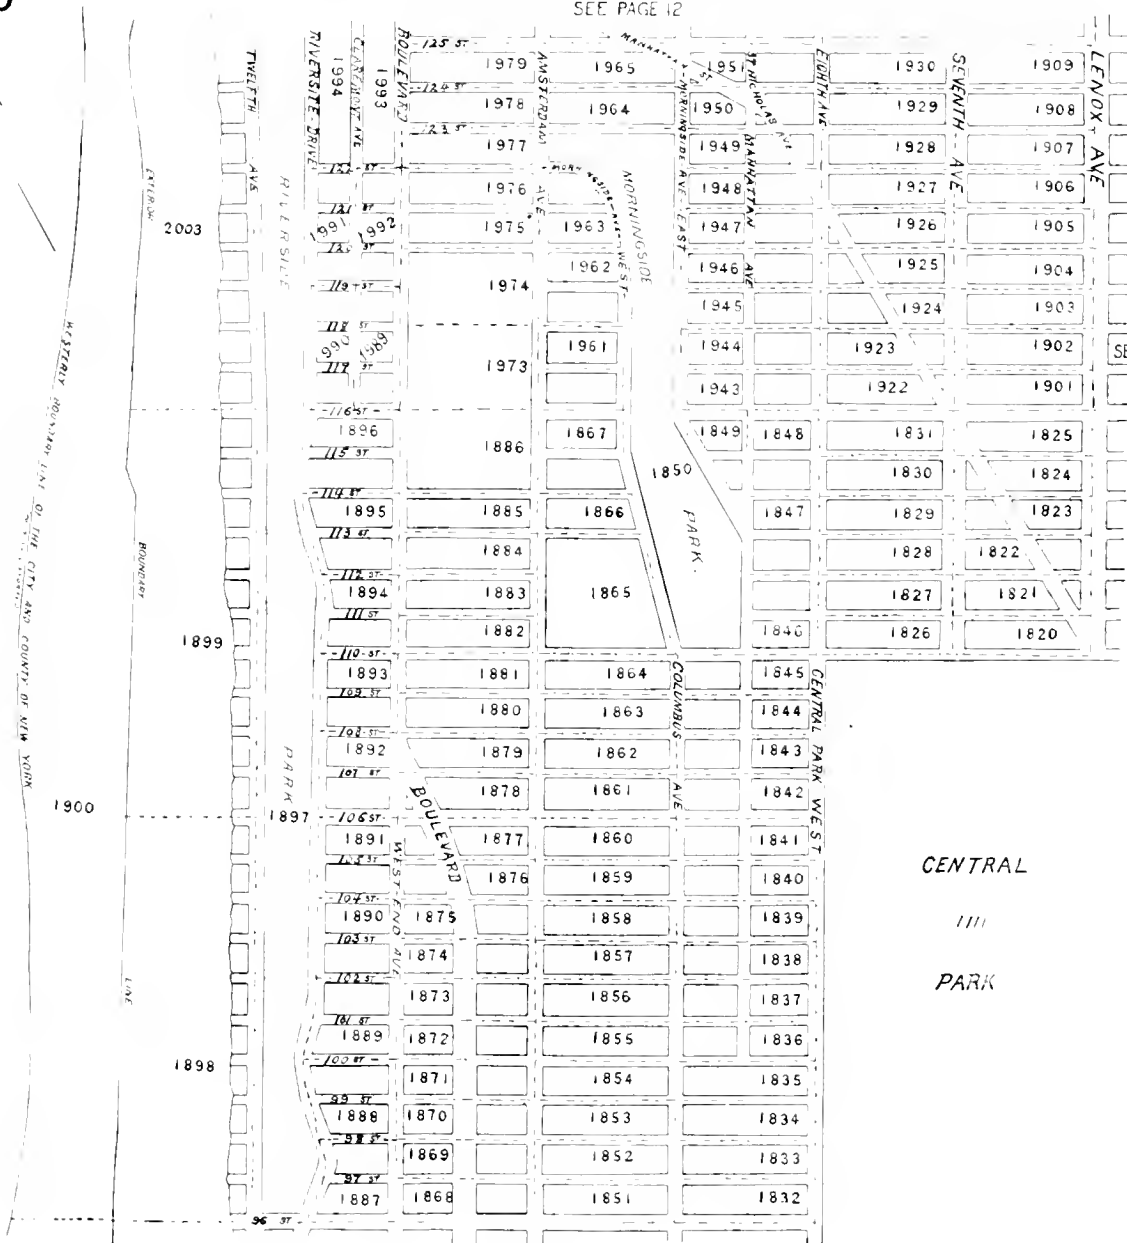 SEE PAGE 12
125 ST
1979
1965
1951
1930
1909
TWELFTH AVE
RIVERSITE DRIVE
1994
CLAREMONT AVE
1993
BOULEVARD
AMSTERDAM AVE
ST NICHOLAS AVE
EIGHTH AVE
SEVENTH AVE
LENOX AVE
124 ST
1978
1964
1950
1929
1908
123 ST
1977
1949
1928
1907
MORNINGSIDE AVE EAST
MANHATTAN AVE
122 ST
1976
1948
1927
1906
MORNINGSIDE AVE WEST
MORNINGSIDE
EXTERIOR
RIVERSIDE
121 ST
2003
1991
1992
1975
1963
1947
1926
1905
120 ST
1962
1946
1925
1904
119 ST
1974
1945
1924
1903
118 ST
990
1989
1961
1944
1923
1902
SE
117 ST
1973
1943
1922
1901
116 ST
1896
1886
1867
1849
1848
1831
1825
115 ST
1850
1830
1824
114 ST
1895
1885
1866
1847
1829
1823
PARK
113 ST
1884
1828
1822
WESTERLY BOUNDARY LINE OF THE CITY AND COUNTY OF NEW YORK
BOUNDARY
112 ST
1894
1883
1865
1827
1821
111 ST
1899
1882
1846
1826
1820
110 ST
1893
1881
1864
1845
COLUMBUS AVE
CENTRAL PARK WEST
109 ST
1880
1863
1844
108 ST
1892
1879
1862
1843
PARK
107 ST
1878
1861
1842
BOULEVARD
1900
1897
106 ST
1891
1877
1860
1841
WEST END AVE
105 ST
1876
1859
1840
CENTRAL
104 ST
1890
1875
1858
1839
103 ST
1874
1857
1838
PARK
102 ST
LINE
1873
1856
1837
101 ST
1889
1872
1855
1836
100 ST
1898
1871
1854
1835
99 ST
1888
1870
1853
1834
98 ST
1869
1852
1833
97 ST
1887
1868
1851
1832
96 ST